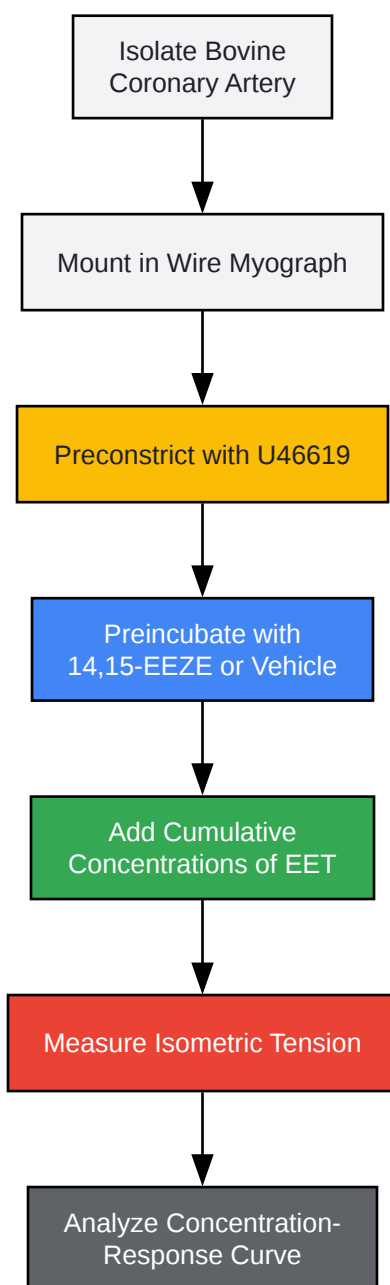 Isolate Bovine
Coronary Artery
Mount in Wire Myograph
Preconstrict with U46619
Preincubate with
14,15-EEZE or Vehicle
Add Cumulative
Concentrations of EET
Measure Isometric Tension
Analyze Concentration-
Response Curve